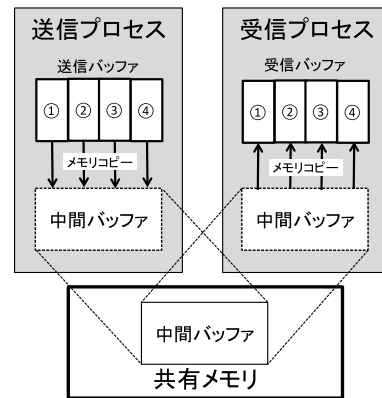 送信プロセス
送信バッファ
① ② ③ ④
メモリコピー
中間バッファ
受信プロセス
受信バッファ
① ② ③ ④
メモリコピー
中間バッファ
中間バッファ
共有メモリ